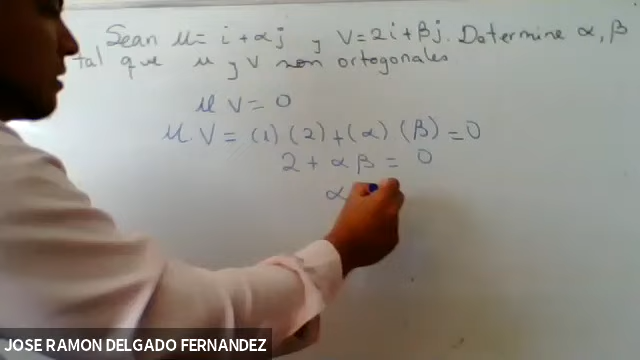 Sean u = i + αj y V = 2i + βj. Determine α, β
tal que u y v son ortogonales
u v = 0
u . V = (1) (2) + (α) (β) = 0
2 + α β = 0
α
JOSE RAMON DELGADO FERNANDEZ